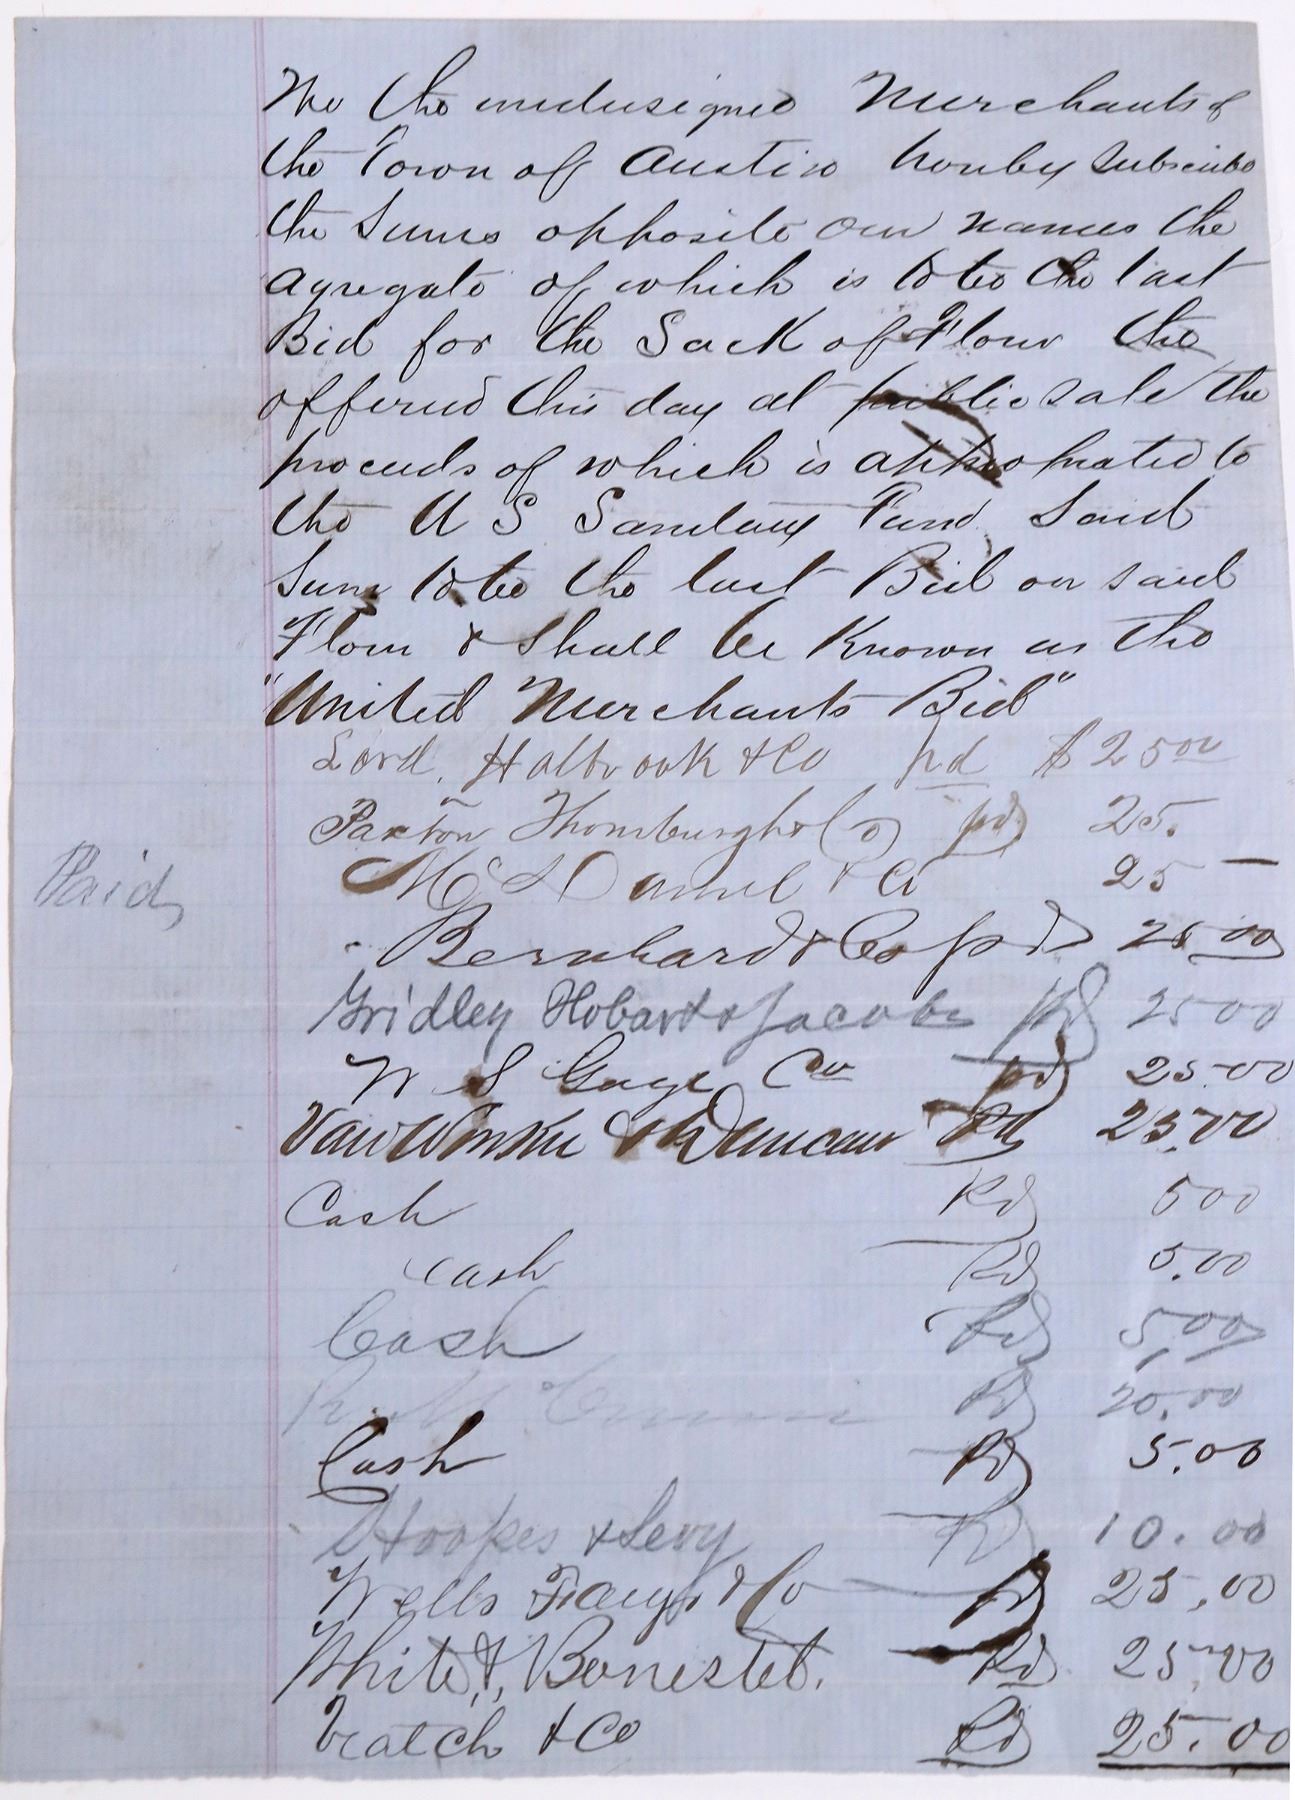 We the undersigned Merchants of
the Town of Austin hereby subscribe
the Sums opposite our names the
agregate of which is to be the last
Bid for the Sack of Flour the
offered this day at public sale the
proceeds of which is appropriated to
the U S Sanitary Fund Said
Sum to be the last Bid on said
Flour & shall be Known as the
"United Merchants Bid"
Lord, Holbrook & Co pd $25 00
Paxton Thornburgh & Co pd 25.
McDaniel & Co 25 –
Paid
Bernhard & Co pd 25 00
Gridley Hobart & Jacobs pd 25 00
W S Gage Co pd 25.00
Van Winkle & Duncan Pd 25.00
Cash Pd 5 00
Cash Pd 5.00
Cash Pd 5,00
Pd 20.00
Cash Pd 5.00
Hoopes & Levy Pd 10.00
Wells Fargo & Co Pd 25.00
White & Bonestel. Pd 25.00
Veatch & Co Pd 25.00